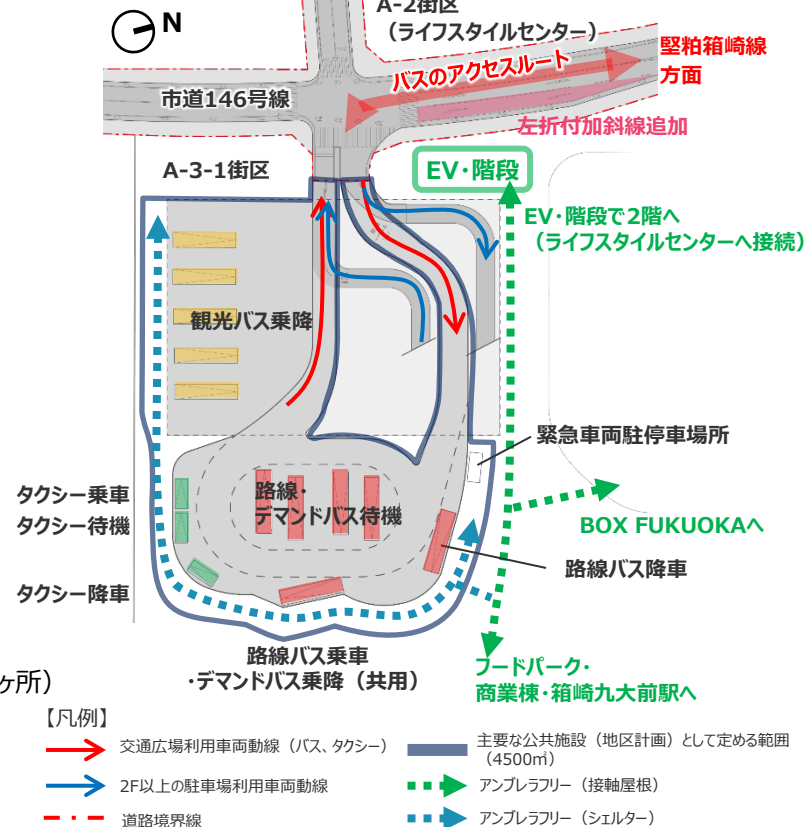 A-2街区
(ライフスタイルセンター)
N
堅粕箱崎線
方面
バスのアクセスルート
市道146号線
左折付加斜線追加
A-3-1街区
EV・階段
EV・階段で2階へ
(ライフスタイルセンターへ接続)
観光バス乗降
緊急車両駐停車場所
タクシー乗車
タクシー待機
路線・
デマンドバス待機
BOX FUKUOKAへ
路線バス降車
タクシー降車
路線バス乗車
・デマンドバス乗降(共用)
フードパーク・
商業棟・箱崎九大前駅へ
ヶ所)
【凡例】
交通広場利用車両動線(バス、タクシー)
主要な公共施設(地区計画)として定める範囲
(4500㎡)
2F以上の駐車場利用車両動線
アンブレラフリー(接軸屋根)
道路境界線
アンブレラフリー(シェルター)